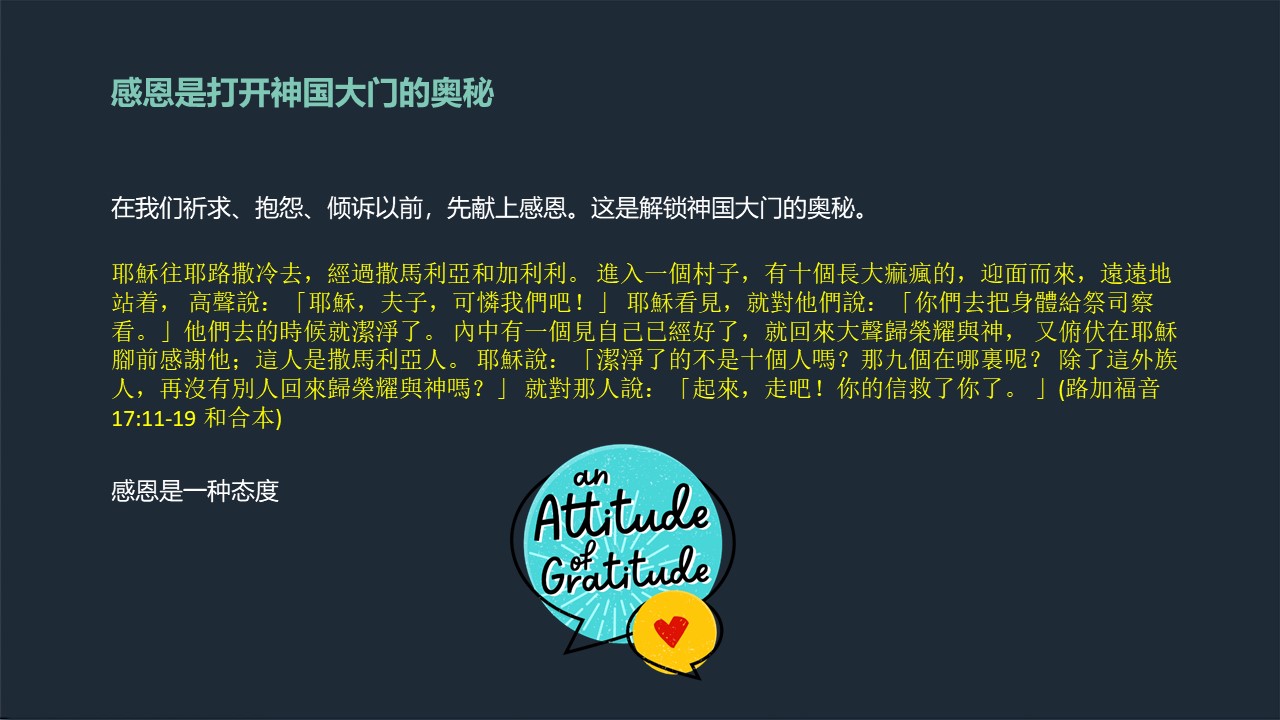 感恩是打开神国大门的奥秘
在我们祈求、抱怨、倾诉以前，先献上感恩。这是解锁神国大门的奥秘。
耶穌往耶路撒冷去，經過撒馬利亞和加利利。 進入一個村子，有十個長大痲瘋的，迎面而來，遠遠地
站着， 高聲說：「耶穌，夫子，可憐我們吧！」 耶穌看見，就對他們說：「你們去把身體給祭司察
看。」他們去的時候就潔淨了。 內中有一個見自己已經好了，就回來大聲歸榮耀與神， 又俯伏在耶穌
腳前感謝他；這人是撒馬利亞人。 耶穌說：「潔淨了的不是十個人嗎？那九個在哪裏呢？ 除了這外族
人，再沒有別人回來歸榮耀與神嗎？」 就對那人說：「起來，走吧！你的信救了你了。 」(路加福音
17:11-19 和合本)
感恩是一种态度
an
Attitude
of
Gratitude